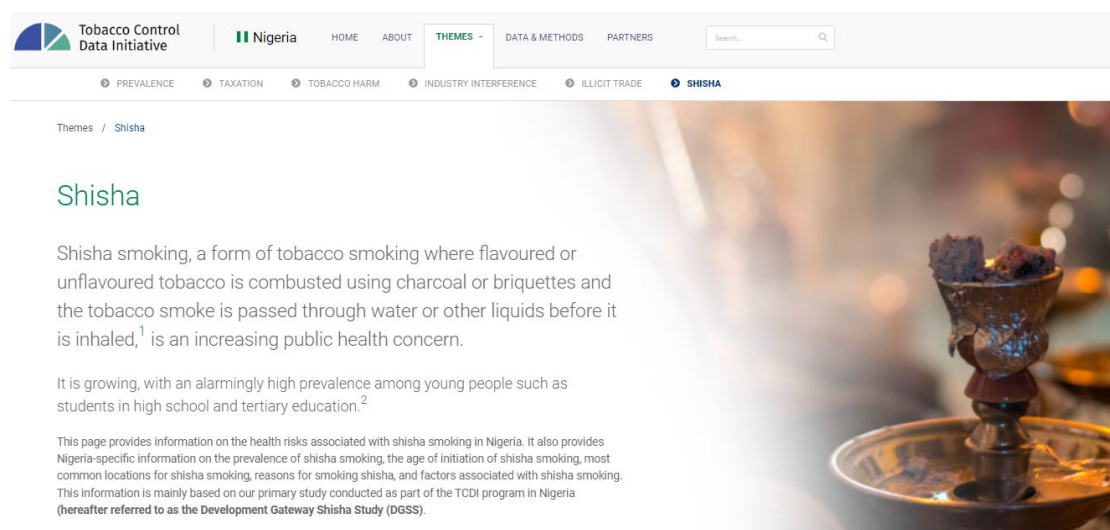 Tobacco Control
Data Initiative
Nigeria
HOME
ABOUT
THEMES -
DATA & METHODS
PARTNERS
Search...
PREVALENCE
TAXATION
TOBACCO HARM
INDUSTRY INTERFERENCE
ILLICIT TRADE
SHISHA
Themes / Shisha
Shisha
Shisha smoking, a form of tobacco smoking where flavoured or
unflavoured tobacco is combusted using charcoal or briquettes and
the tobacco smoke is passed through water or other liquids before it
is inhaled,1 is an increasing public health concern.
It is growing, with an alarmingly high prevalence among young people such as
students in high school and tertiary education.2
This page provides information on the health risks associated with shisha smoking in Nigeria. It also provides
Nigeria-specific information on the prevalence of shisha smoking, the age of initiation of shisha smoking, most
common locations for shisha smoking, reasons for smoking shisha, and factors associated with shisha smoking.
This information is mainly based on our primary study conducted as part of the TCDI program in Nigeria
(hereafter referred to as the Development Gateway Shisha Study (DGSS).